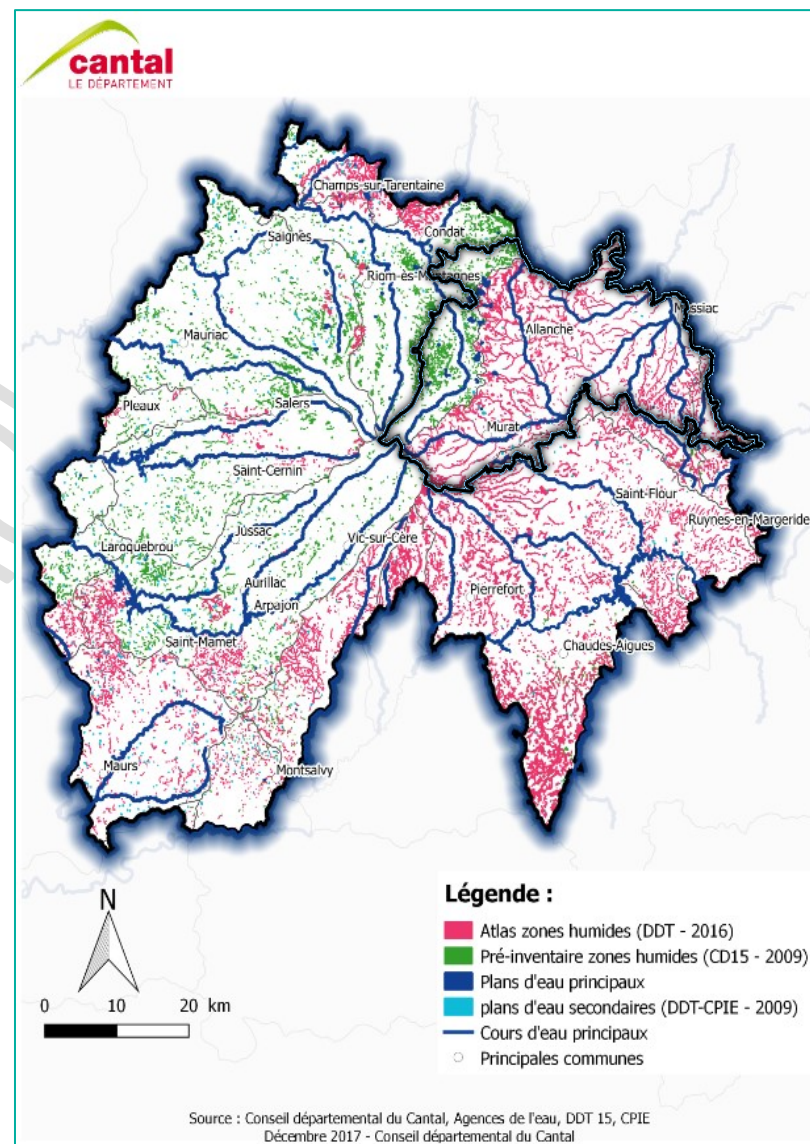 cantal
LE DÉPARTEMENT
Champs-sur-Tarentaine
Condat
Saignes
Riom-ès-Montagnes
Massiac
Allanche
Mauriac
Pleaux
Salers
Murat
Saint-Cernin
Saint-Flour
Ruynes-en-Margeride
Jussac
Vic-sur-Cère
Laroquebrou
Aurillac
Arpajon
Pierrefort
Saint-Mamet
Chaudes-Aigues
Maurs
Montsalvy
N
0 10 20 km
Légende :
Atlas zones humides (DDT - 2016)
Pré-inventaire zones humides (CD15 - 2009)
Plans d'eau principaux
plans d'eau secondaires (DDT-CPIE - 2009)
Cours d'eau principaux
Principales communes
Source : Conseil départemental du Cantal, Agences de l'eau, DDT 15, CPIE
Décembre 2017 - Conseil départemental du Cantal